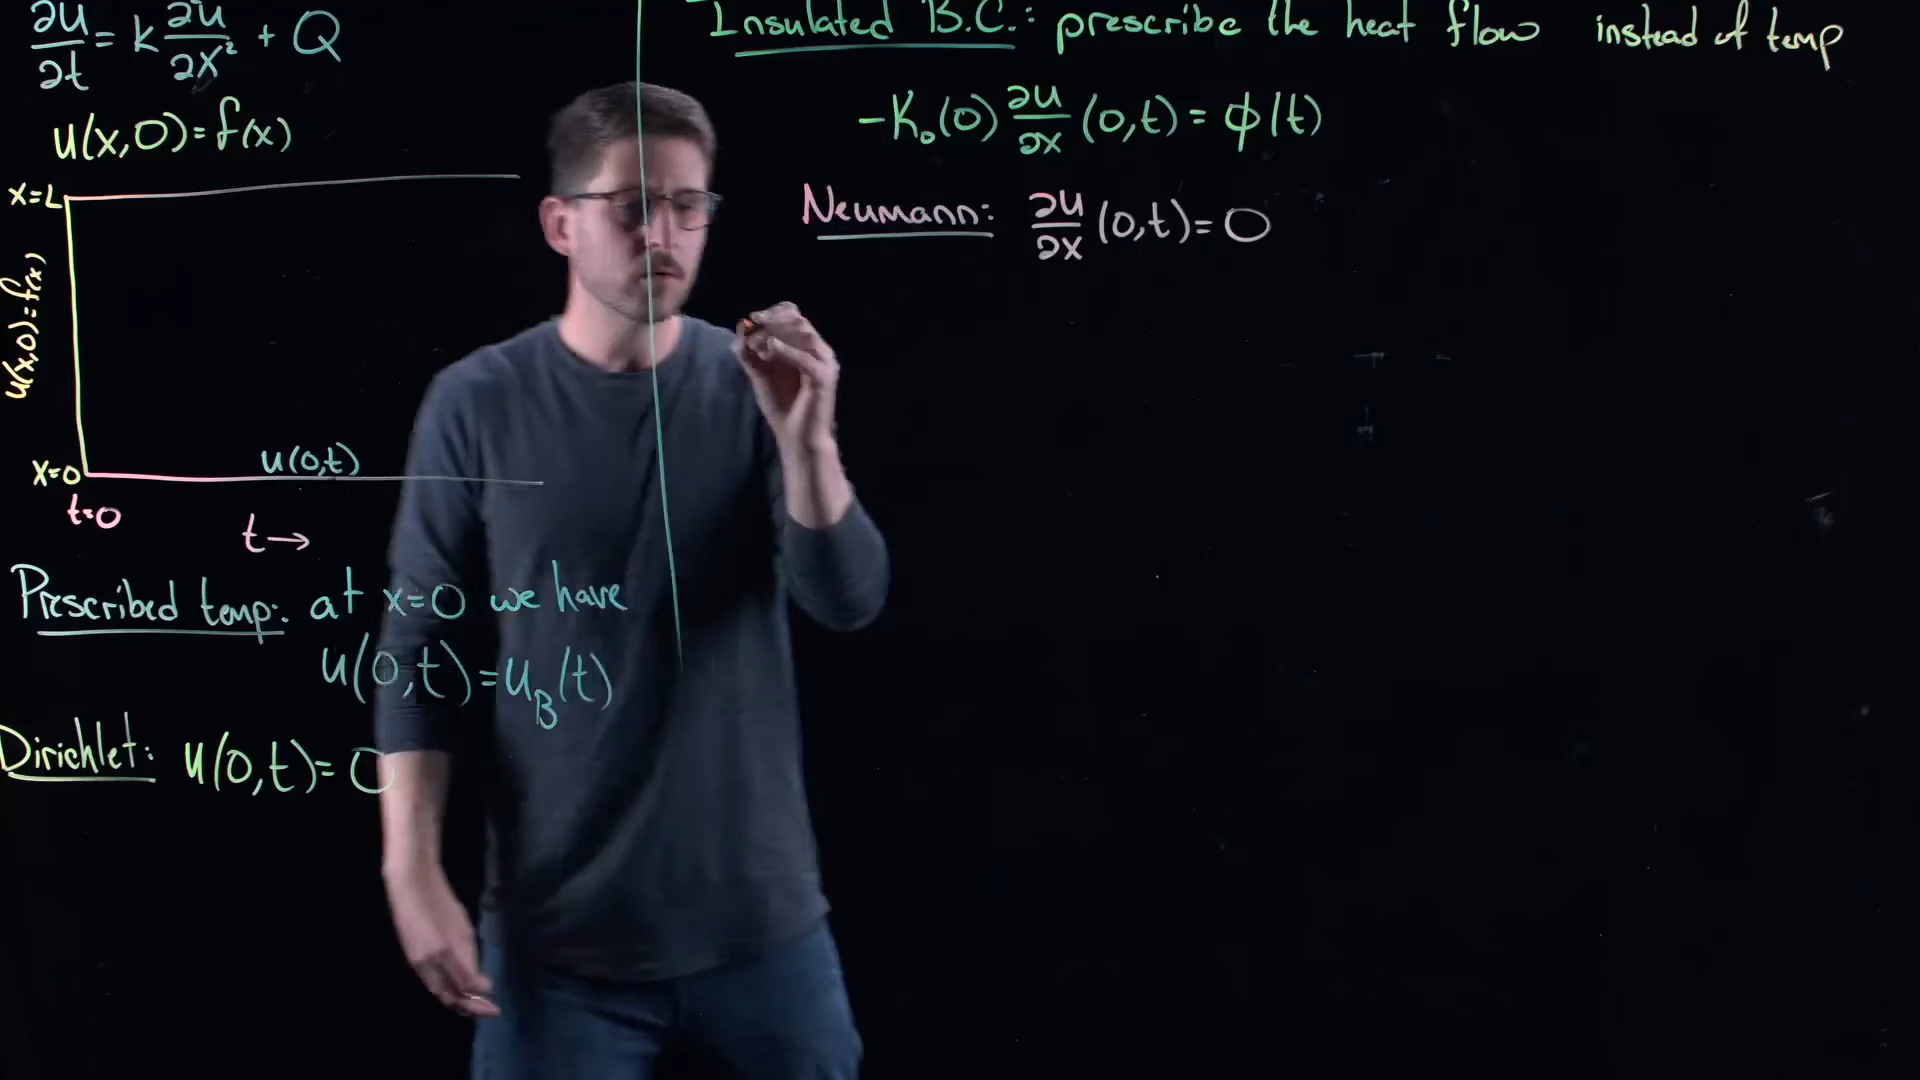 ∂u/∂t = k ∂²u/∂x² + Q
u(x,0)=f(x)
x=L
u(x,0)=f(x)
u(0,t)
x=0
t=0
t→
Prescribed temp: at x=0 we have
u(0,t)=u_B(t)
Dirichlet: u(0,t)=0
Insulated B.C.: prescribe the heat flow instead of temp
-K₀(0) ∂u/∂x (0,t) = φ(t)
Neumann: ∂u/∂x (0,t)=0